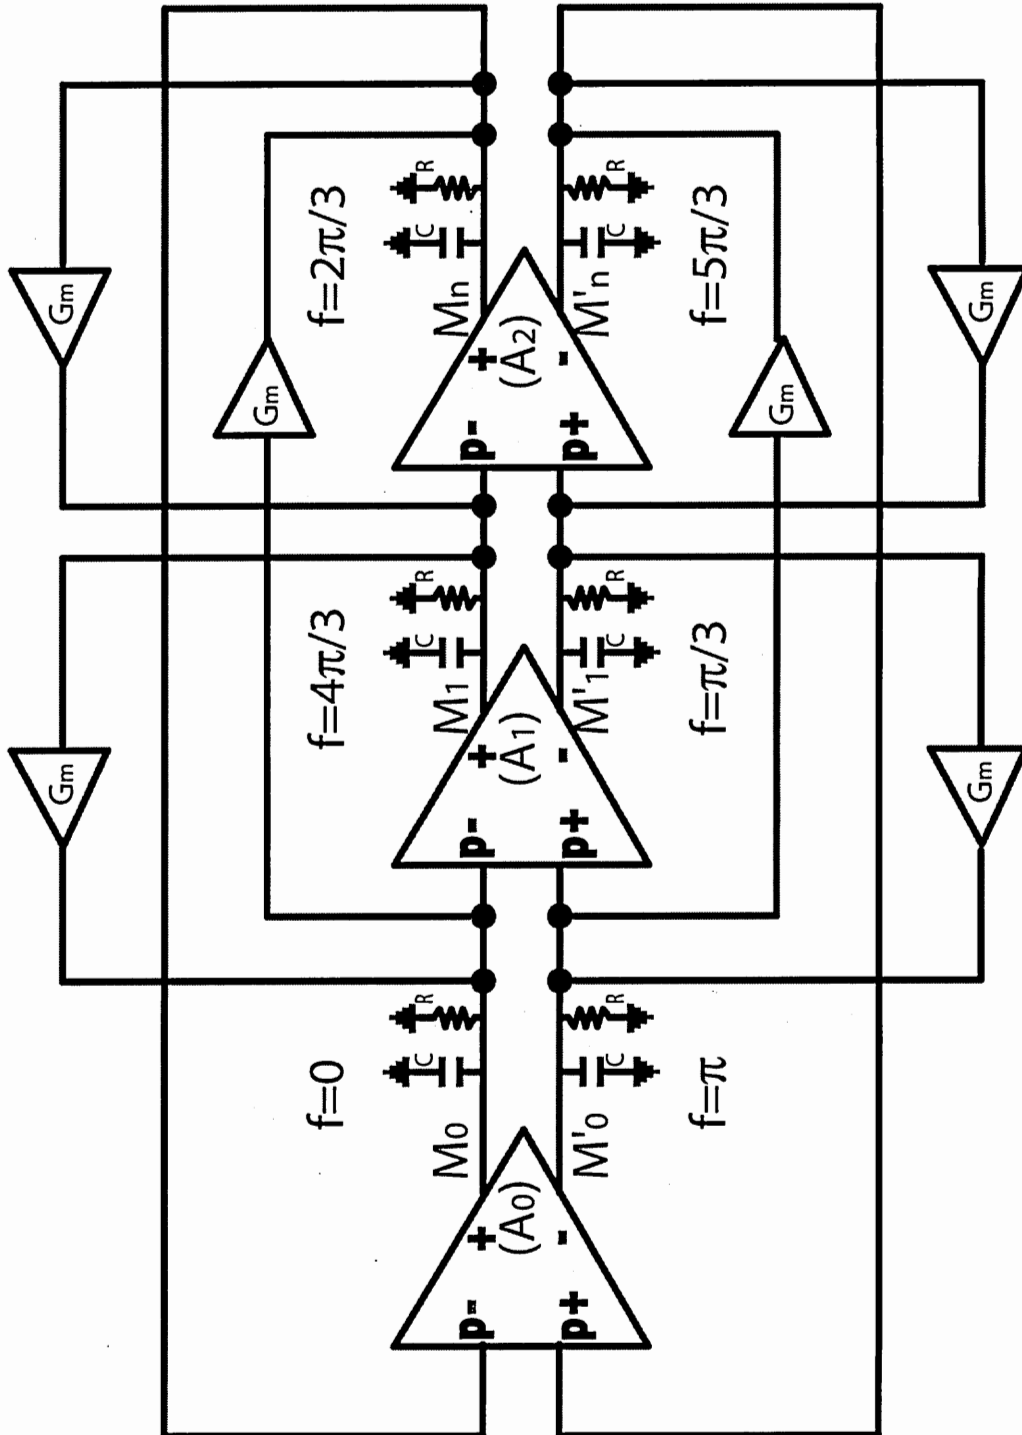 Gm
Gm
Gm
f=0
f=4π/3
f=2π/3
C
R
C
R
C
R
M0
M1
Mn
p- +
p- +
p- +
(A0)
(A1)
(A2)
p+ -
p+ -
p+ -
M'0
M'1
M'n
C
R
C
R
C
R
f=π
f=π/3
f=5π/3
Gm
Gm
Gm